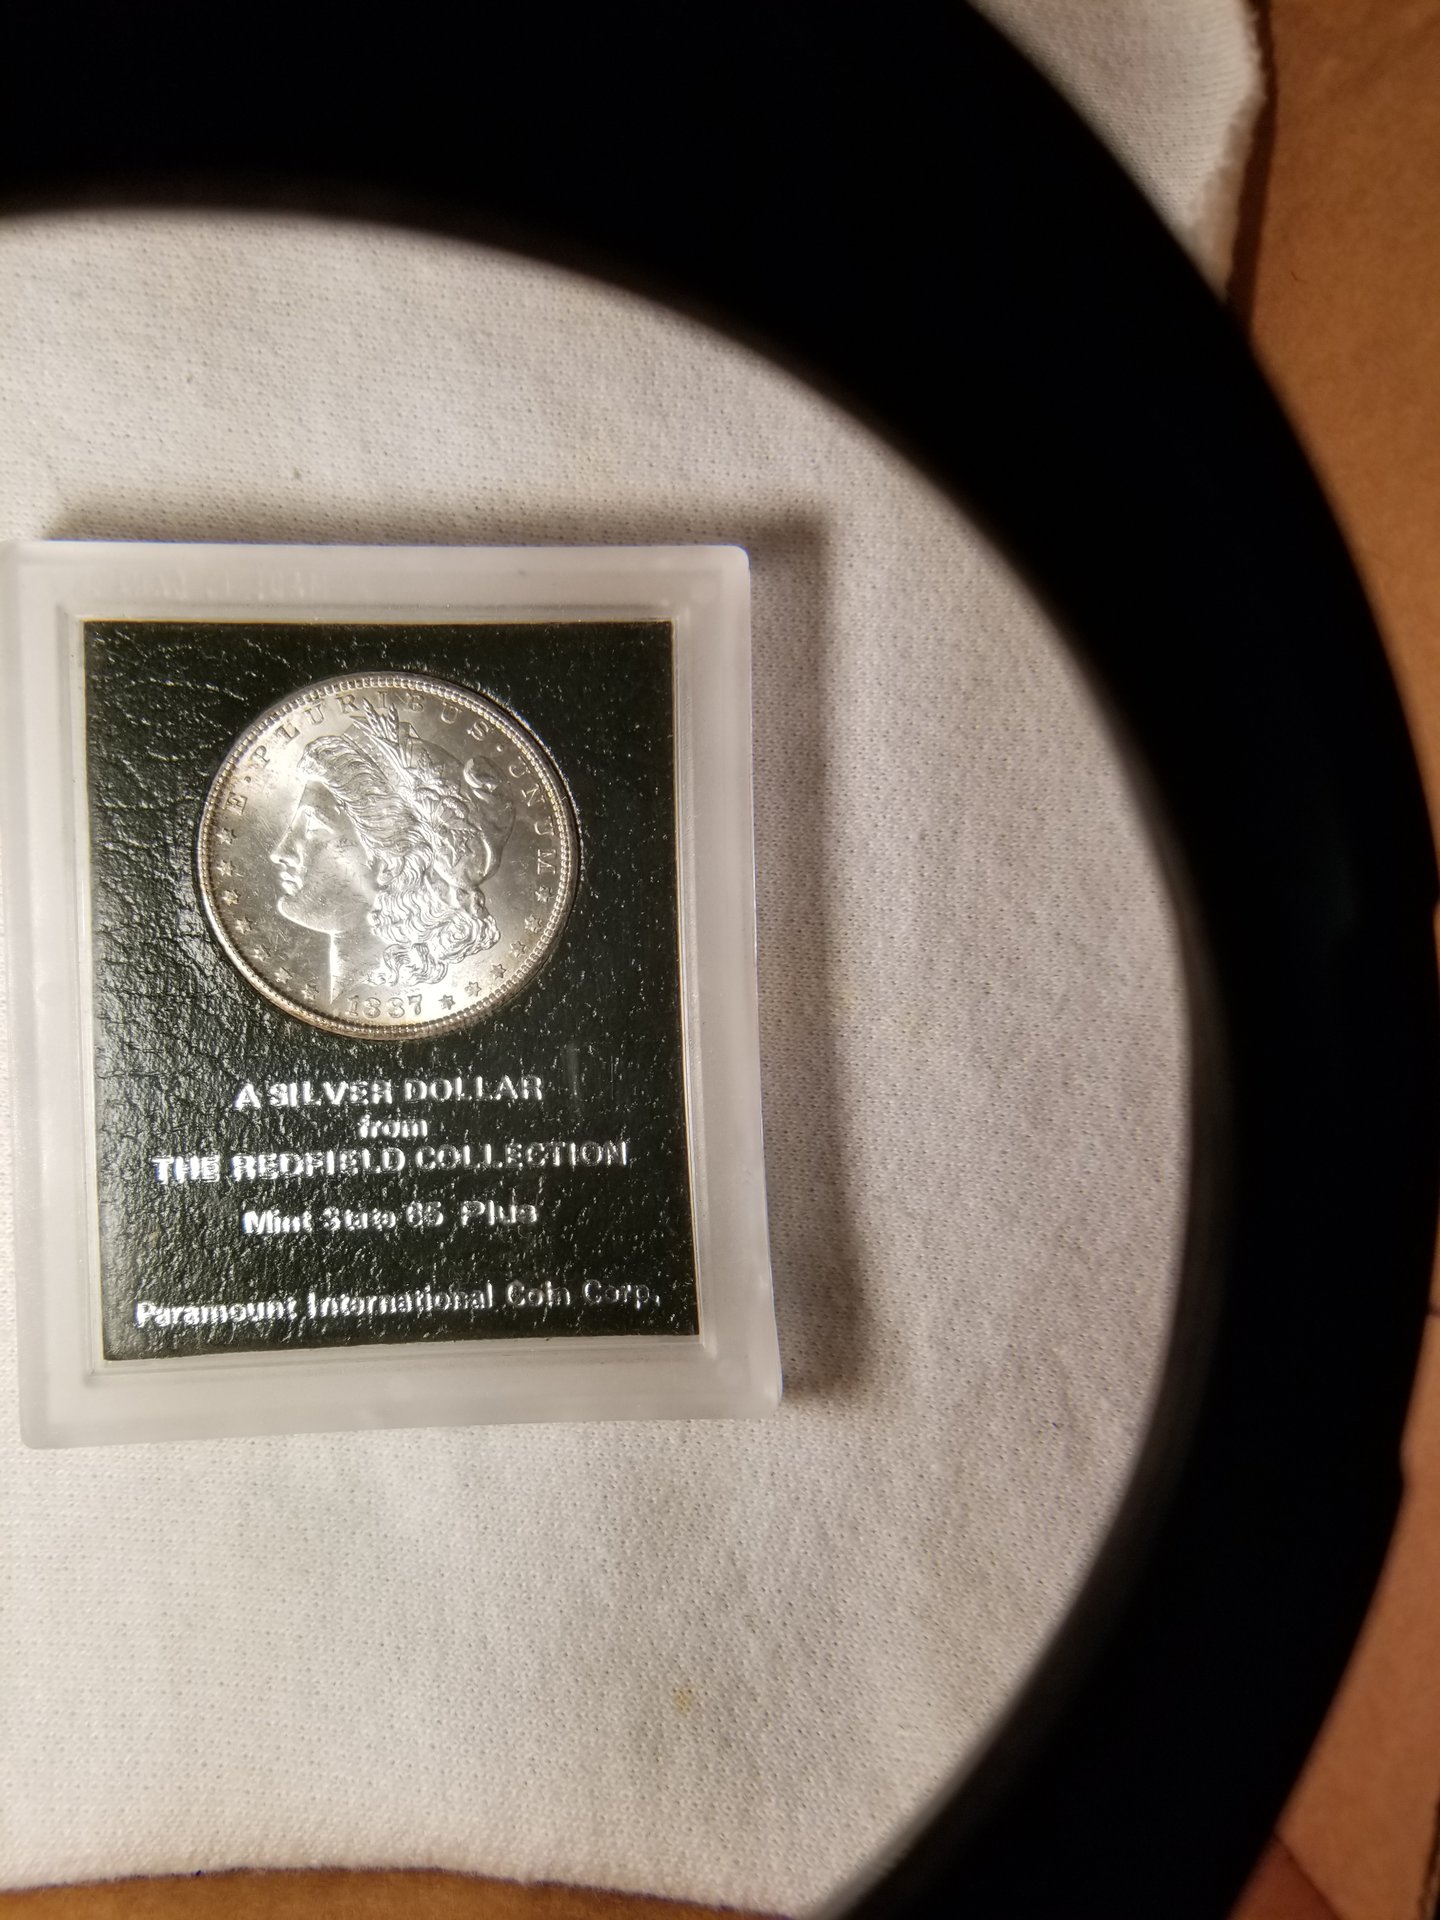 E · PLURIBUS · UNUM
1887
A SILVER DOLLAR
from
THE REDFIELD COLLECTION
Mint State 65 Plus
Paramount International Coin Corp.